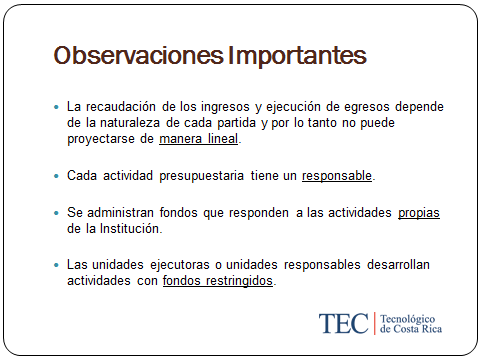 Observaciones Importantes
La recaudación de los ingresos y ejecución de egresos depende
de la naturaleza de cada partida y por lo tanto no puede
proyectarse de manera lineal.
Cada actividad presupuestaria tiene un responsable.
Se administran fondos que responden a las actividades propias
de la Institución.
Las unidades ejecutoras o unidades responsables desarrollan
actividades con fondos restringidos.
TEC Tecnológico
de Costa Rica